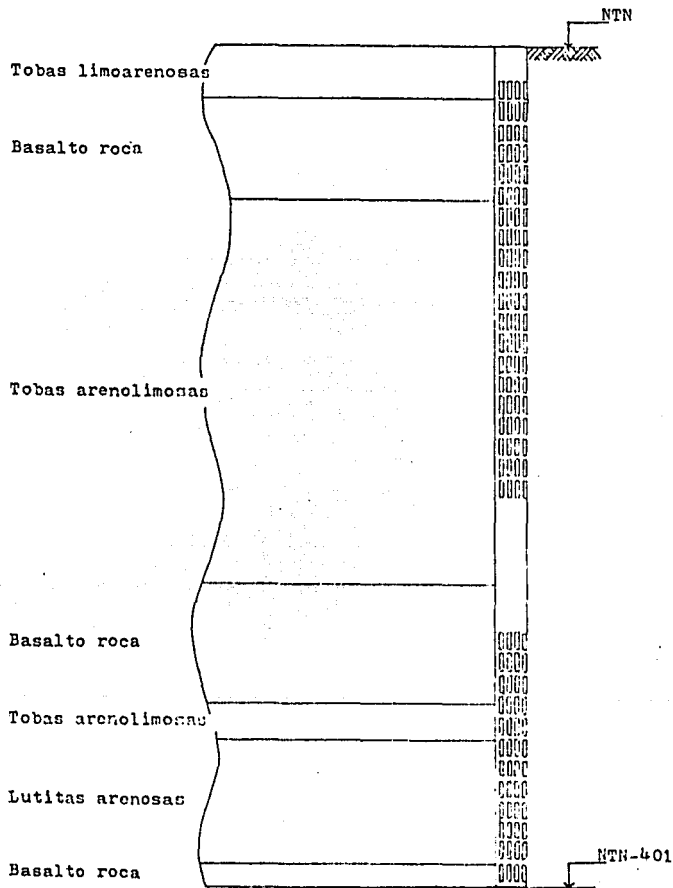 NTN
Tobas limoarenosas
Basalto roca
Tobas arenolimosas
Basalto roca
Tobas arenolimosas
Lutitas arenosas
NTN-401
Basalto roca